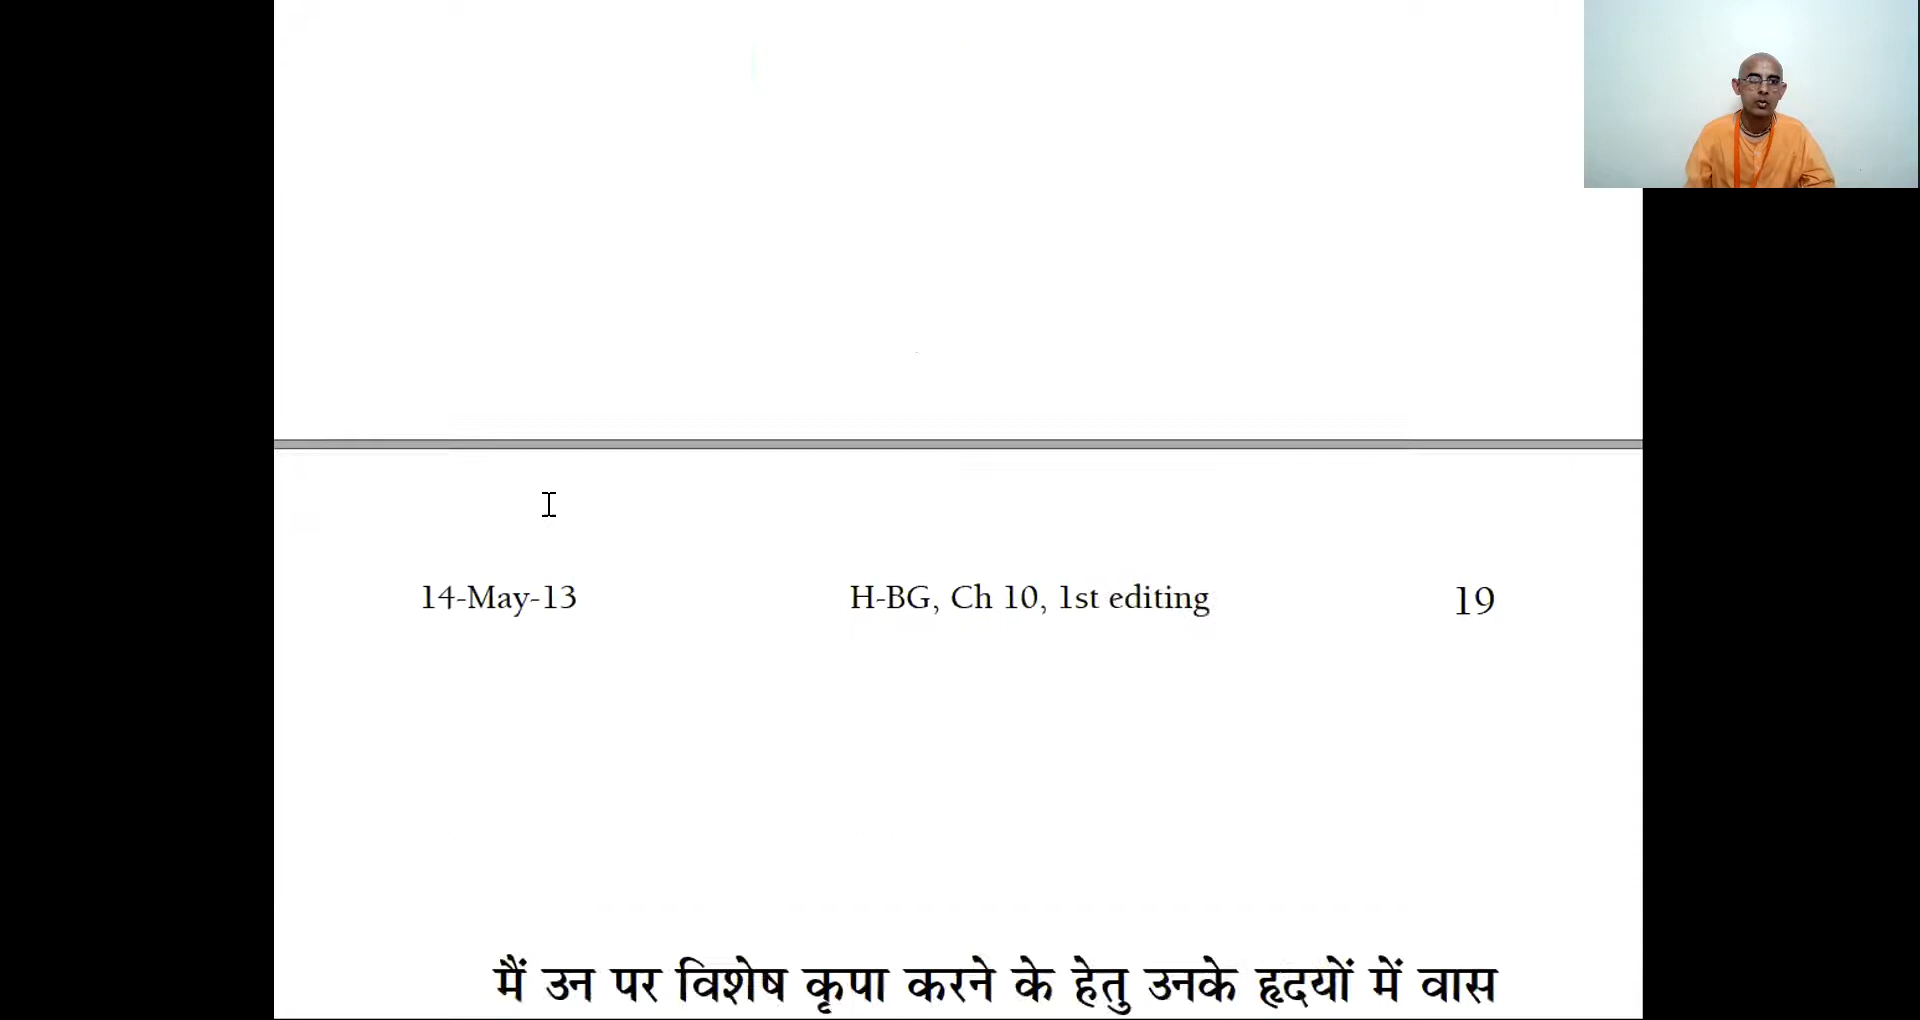 14-May-13 H-BG, Ch 10, 1st editing 19
मैं उन पर विशेष कृपा करने के हेतु उनके हृदयों में वास